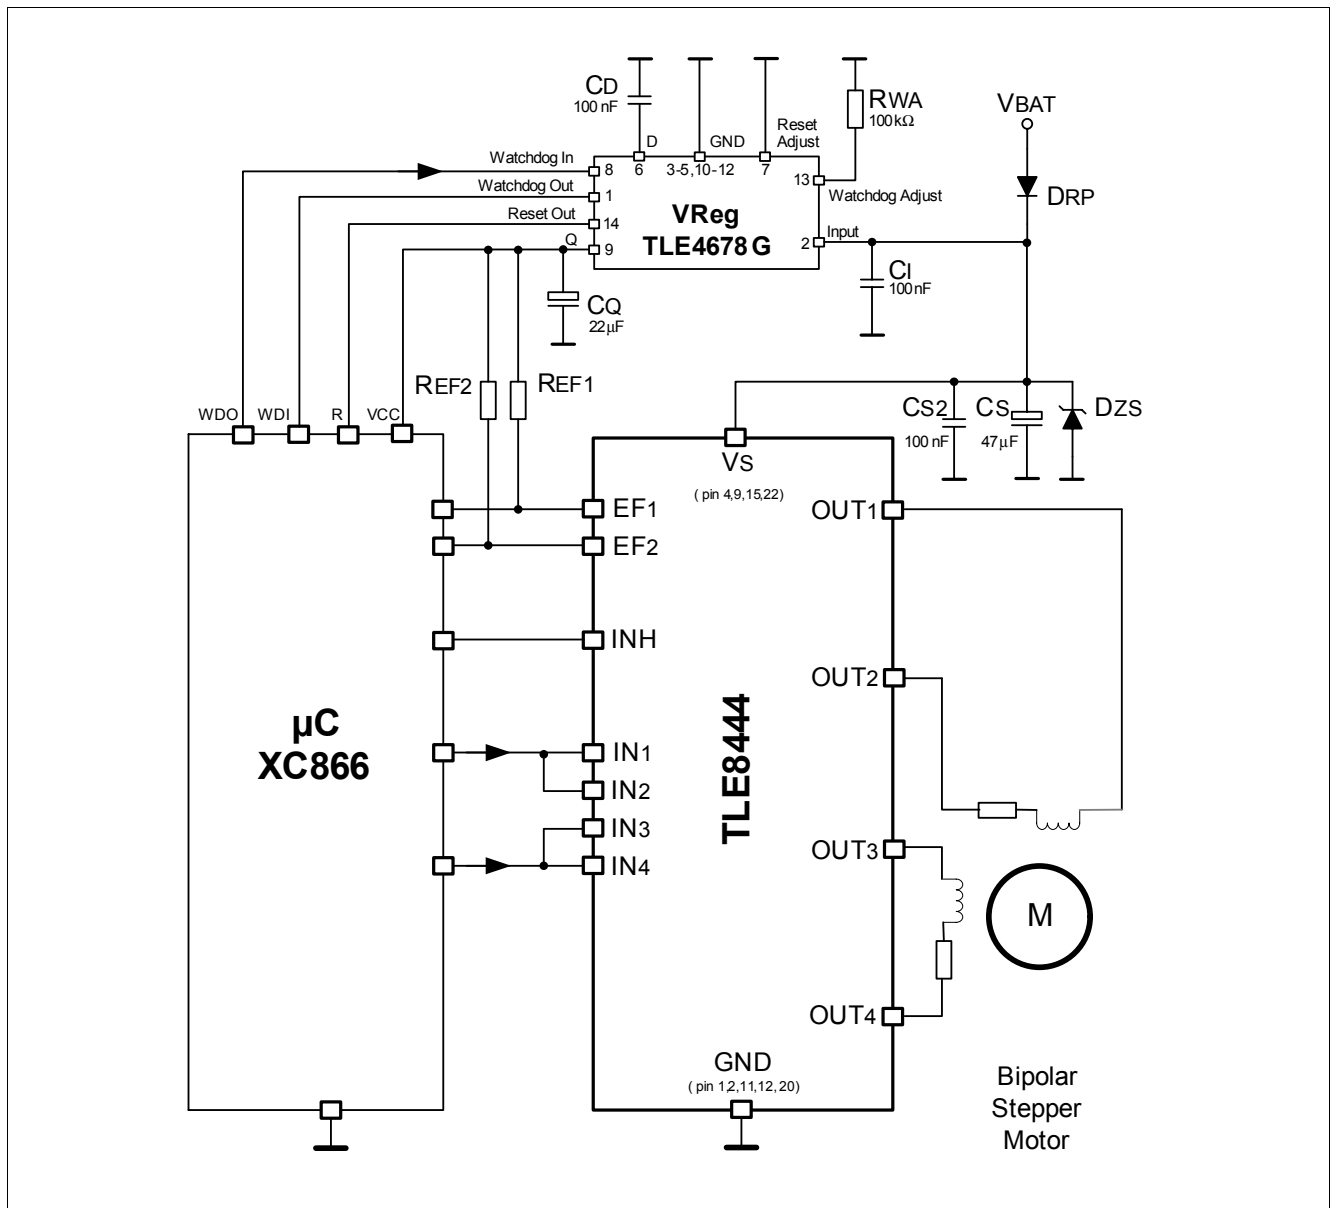 CD
100 nF
RWA
100kΩ
VBAT
D
GND
Reset
Adjust
Watchdog In
8
6
3-5,10-12
7
13
Watchdog Adjust
DRP
Watchdog Out
1
VReg
Reset Out
14
TLE4678 G
2
Input
Q
9
CI
100nF
CQ
22µF
REF2
REF1
WDO
WDI
R
VCC
CS2
100 nF
CS
47µF
DZS
VS
( pin 4,9,15,22)
EF1
OUT1
EF2
INH
OUT2
µC
XC866
TLE8444
IN1
IN2
IN3
OUT3
IN4
M
OUT4
GND
( pin 1,2,11,12, 20)
Bipolar
Stepper
Motor